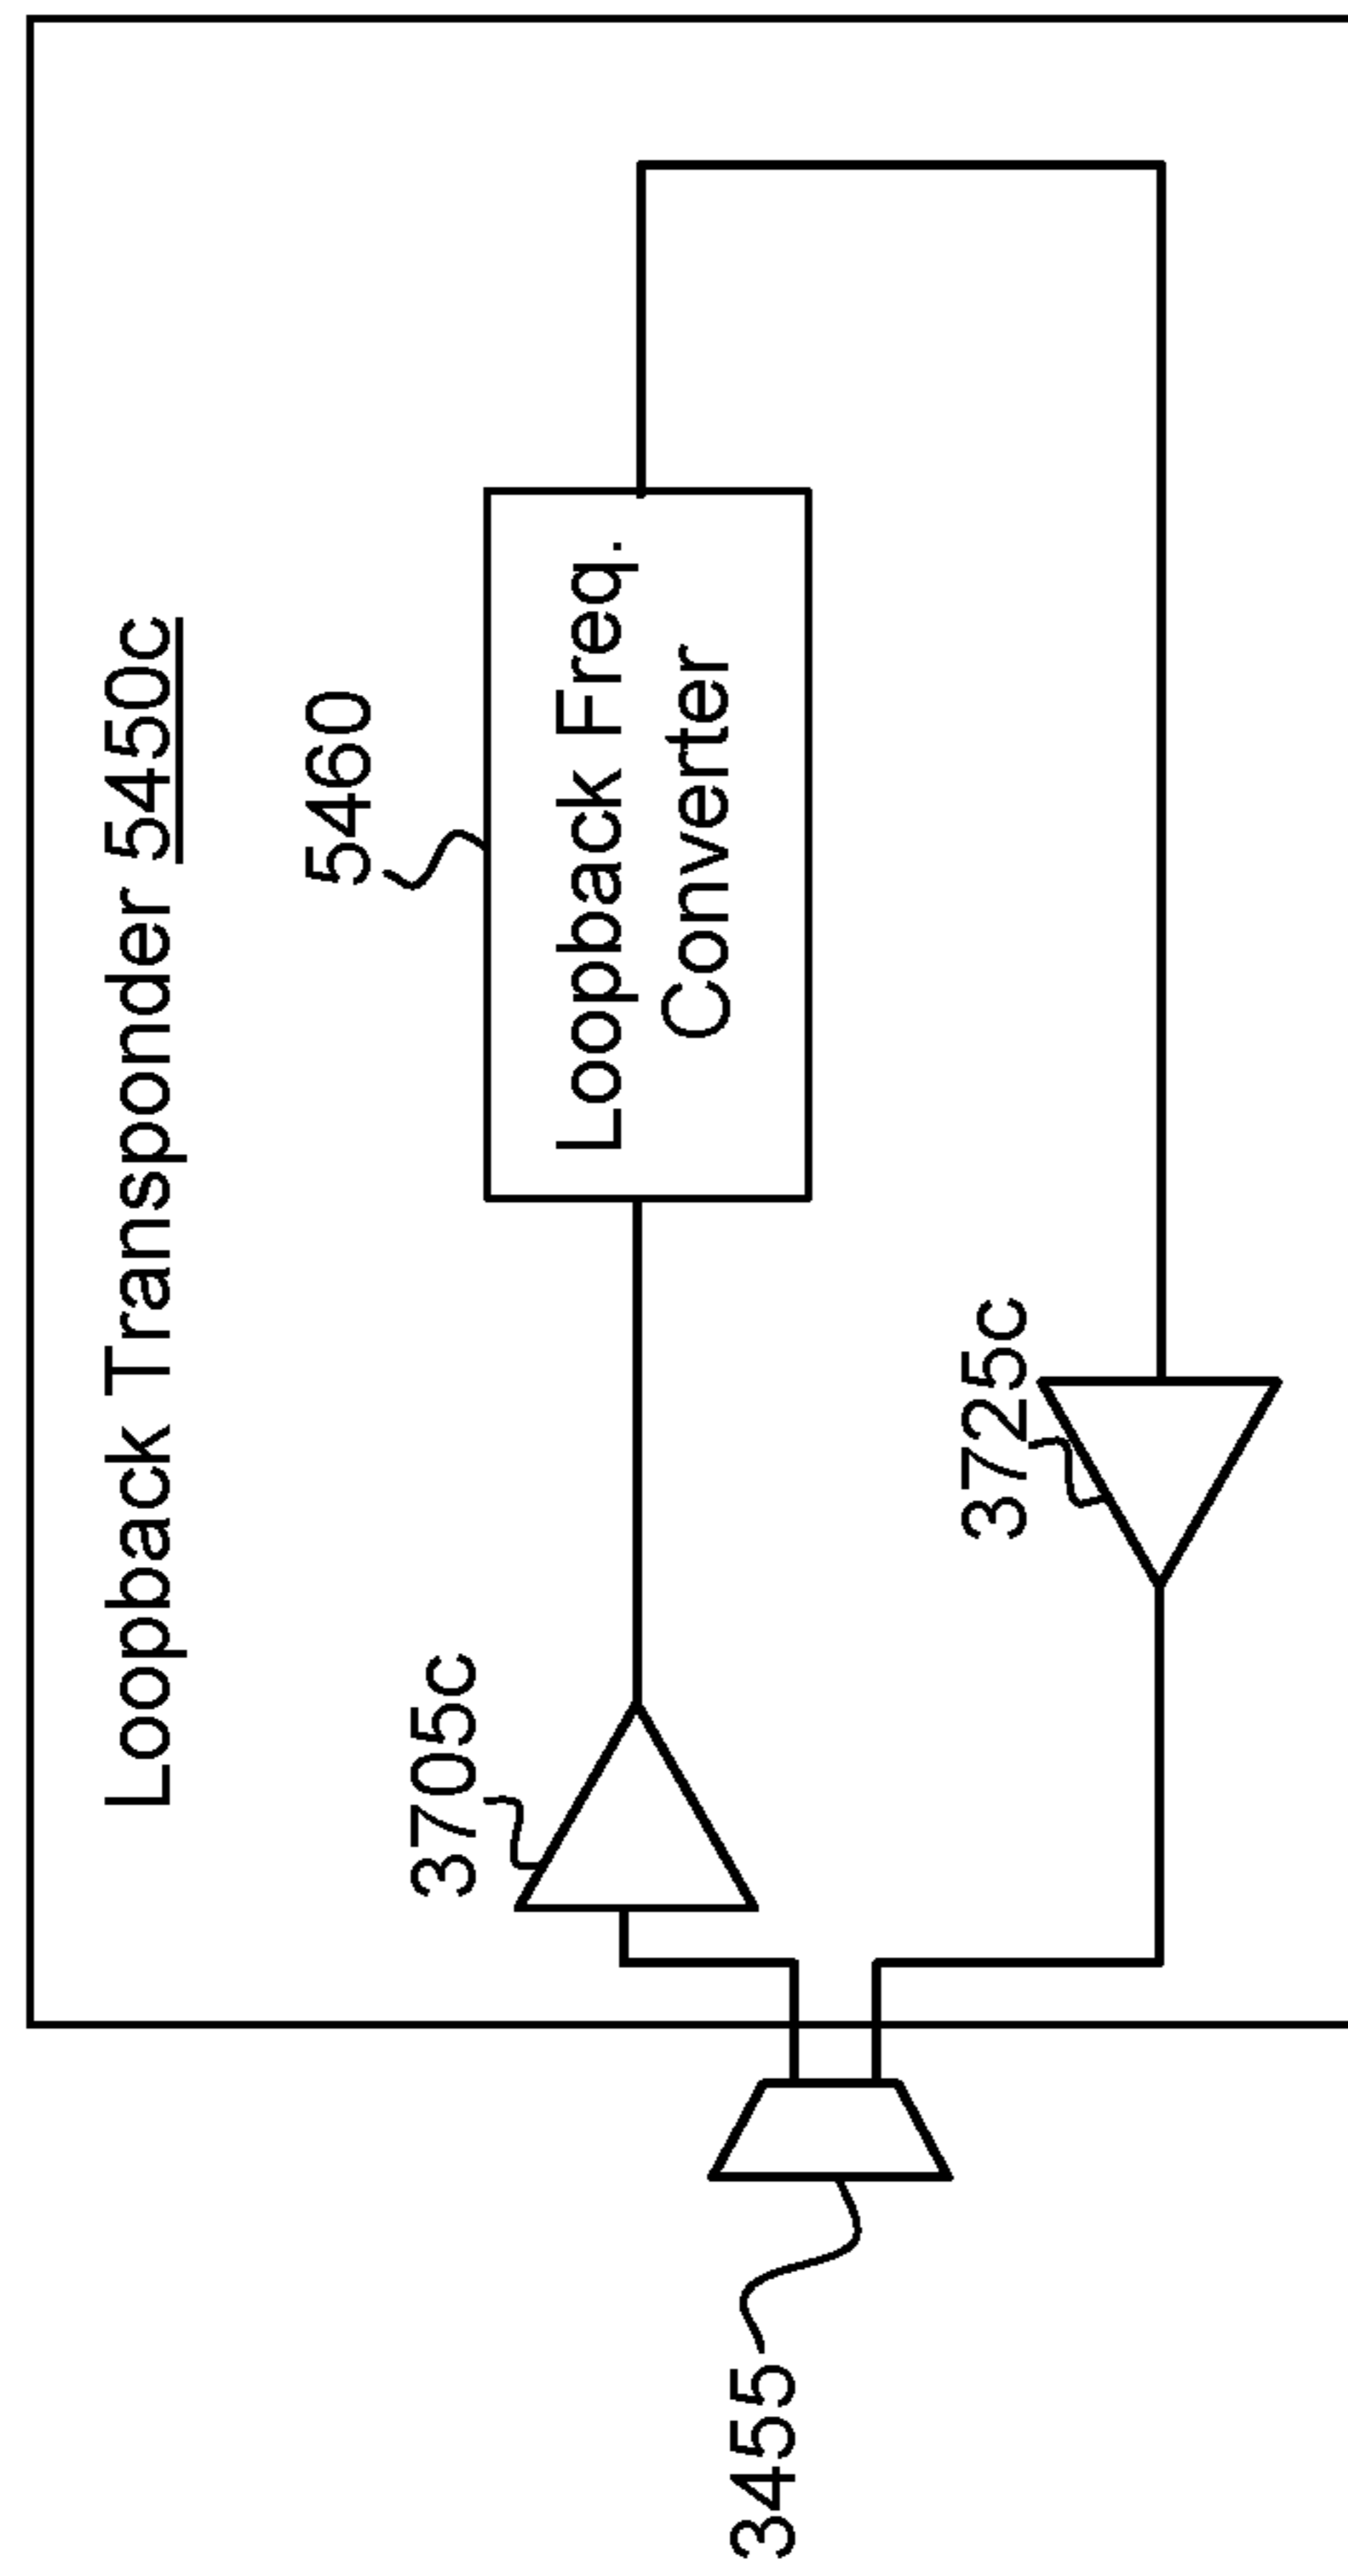 Loopback Transponder 5450c
5460
3705c
Loopback Freq.
Converter
3455
3725c